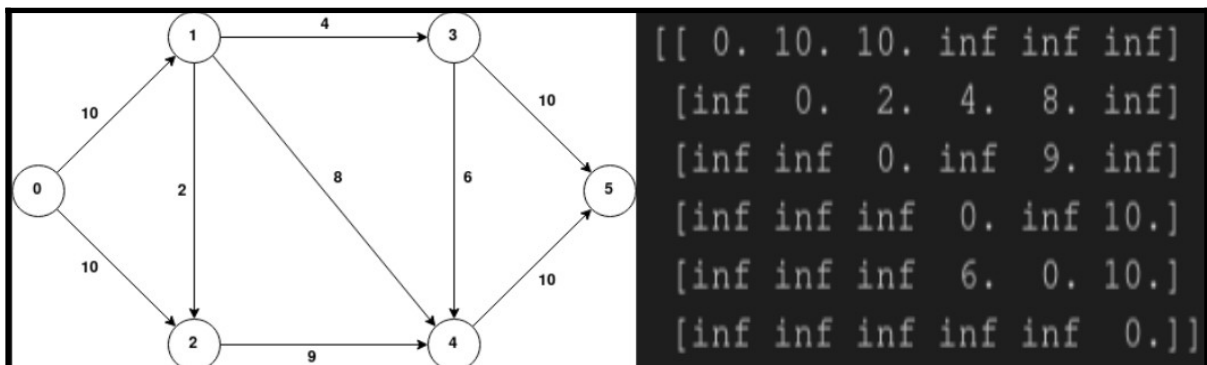 1
4
3
10
10
0
2
8
6
5
10
10
2
9
4
[[ 0. 10. 10. inf inf inf]
[inf 0. 2. 4. 8. inf]
[inf inf 0. inf 9. inf]
[inf inf inf 0. inf 10.]
[inf inf inf 6. 0. 10.]
[inf inf inf inf inf 0.]]